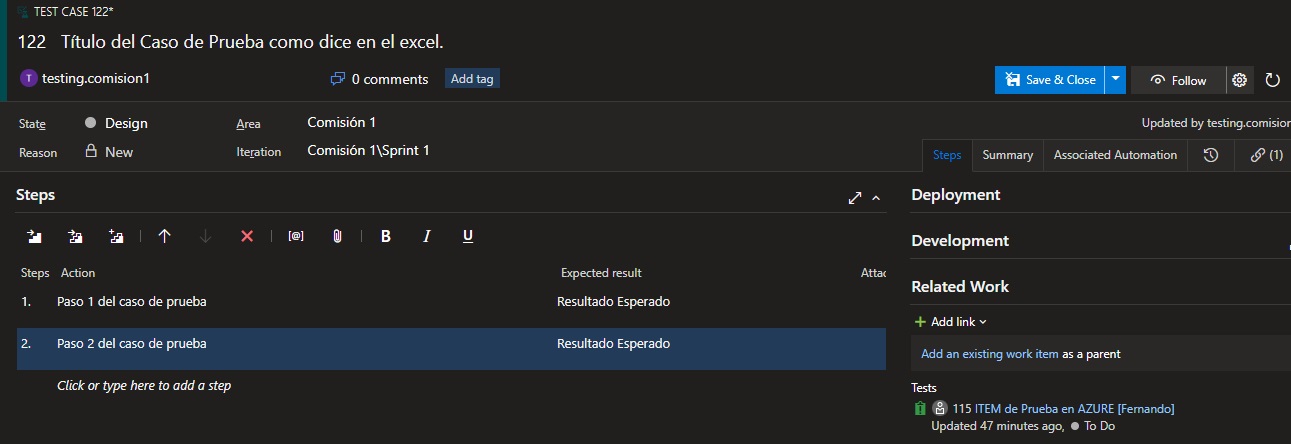 TEST CASE 122*
122 Título del Caso de Prueba como dice en el excel.
T testing.comision1 0 comments Add tag Save & Close Follow
State Design Area Comisión 1 Updated by testing.comision
Reason New Iteration Comisión 1\Sprint 1
Steps Summary Associated Automation (1)
Steps
Deployment
Development
[@] B I U
Steps Action Expected result Attac
Related Work
1. Paso 1 del caso de prueba Resultado Esperado
Add link
2. Paso 2 del caso de prueba Resultado Esperado
Add an existing work item as a parent
Click or type here to add a step
Tests
115 ITEM de Prueba en AZURE [Fernando]
Updated 47 minutes ago, To Do